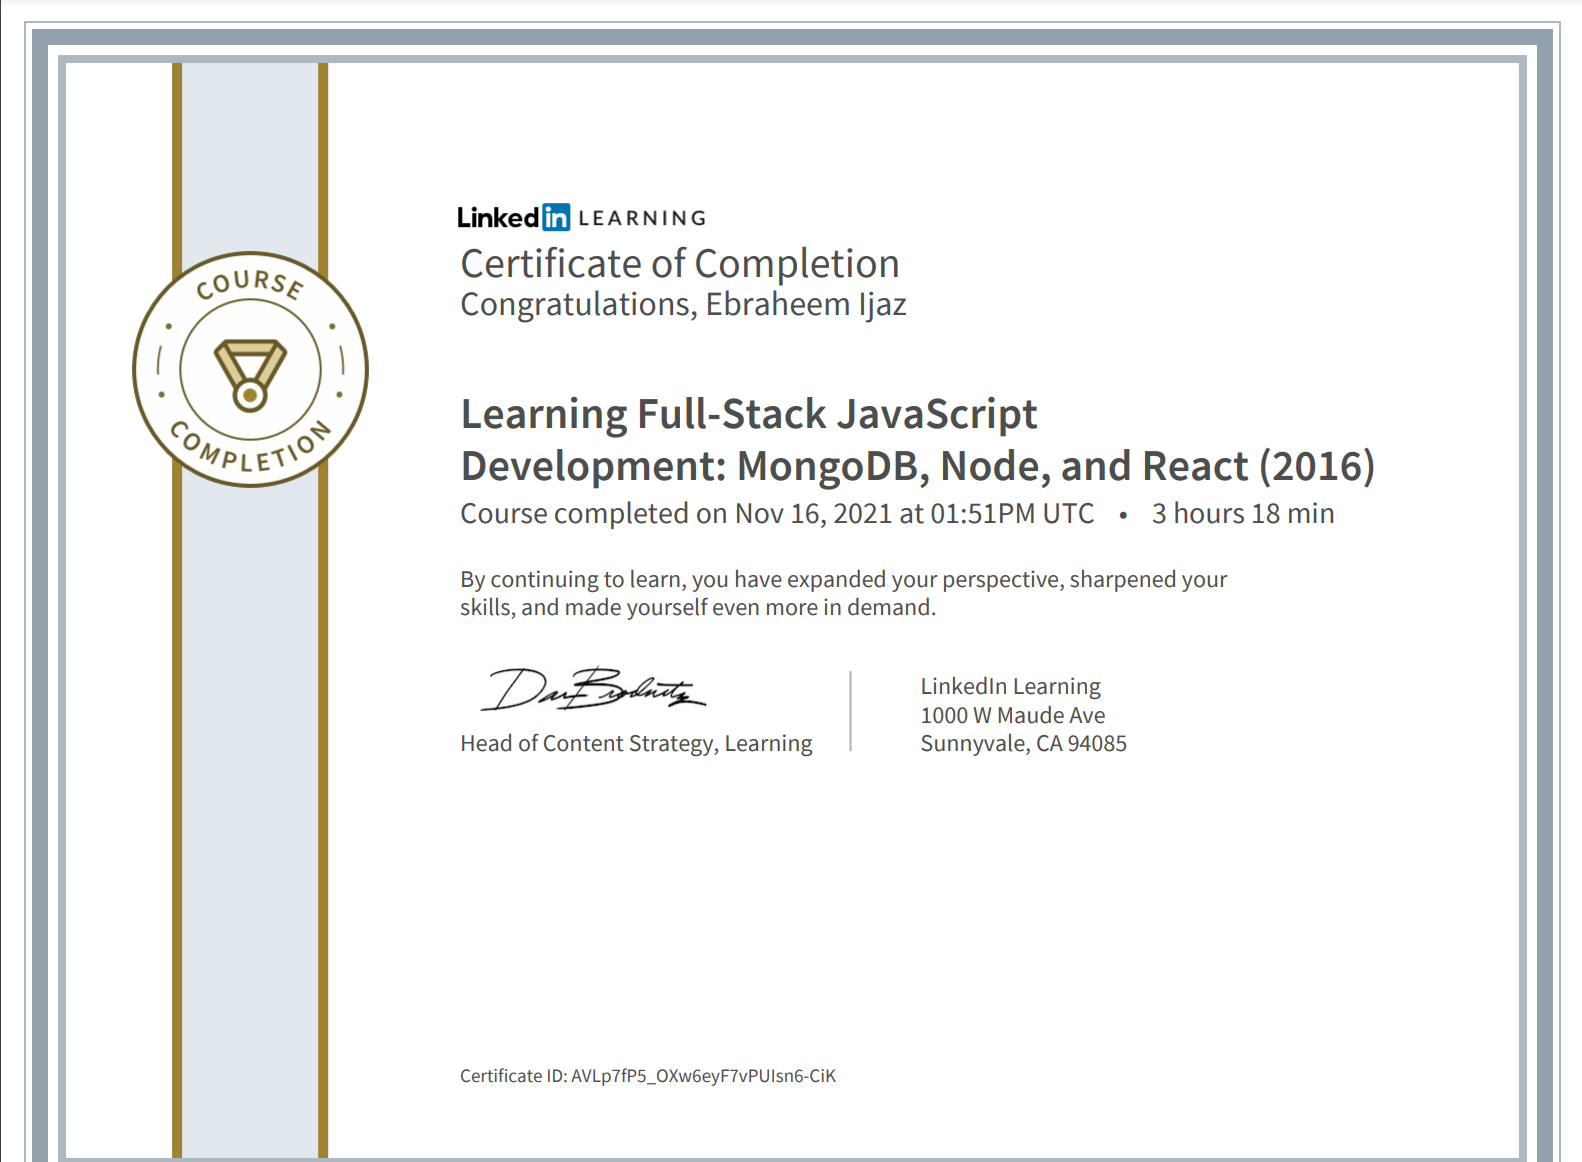 COURSE
COMPLETION
Linkedin LEARNING
Certificate of Completion
Congratulations, Ebraheem Ijaz
Learning Full-Stack JavaScript
Development: MongoDB, Node, and React (2016)
Course completed on Nov 16, 2021 at 01:51PM UTC • 3 hours 18 min
By continuing to learn, you have expanded your perspective, sharpened your
skills, and made yourself even more in demand.
Head of Content Strategy, Learning
LinkedIn Learning
1000 W Maude Ave
Sunnyvale, CA 94085
Certificate ID: AVLp7fP5_OXw6eyF7vPUIsn6-CiK